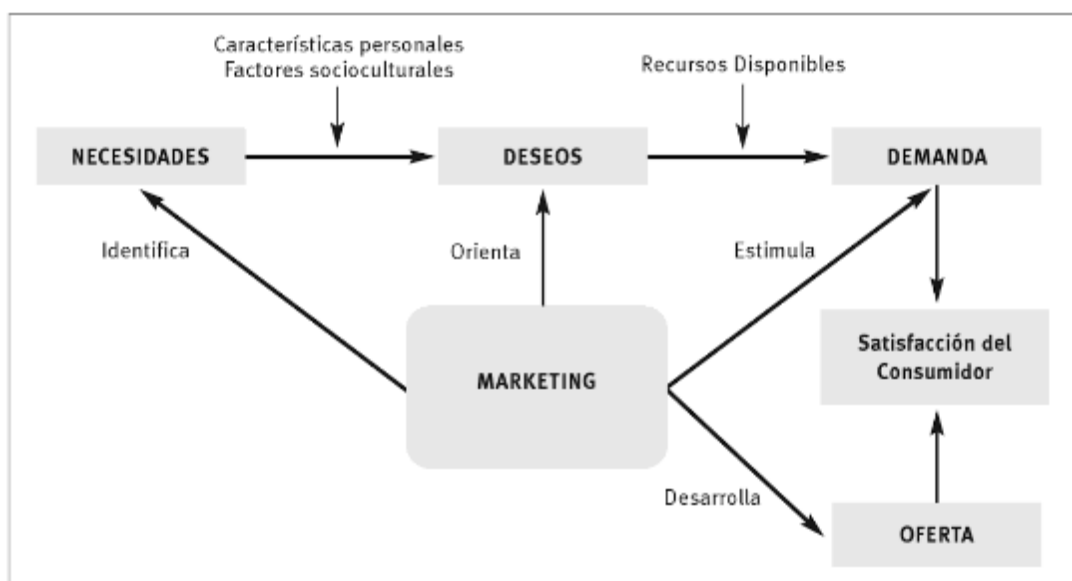 Características personales
Factores socioculturales
Recursos Disponibles
NECESIDADES
DESEOS
DEMANDA
Identifica
Orienta
Estimula
Satisfacción del
Consumidor
MARKETING
Desarrolla
OFERTA